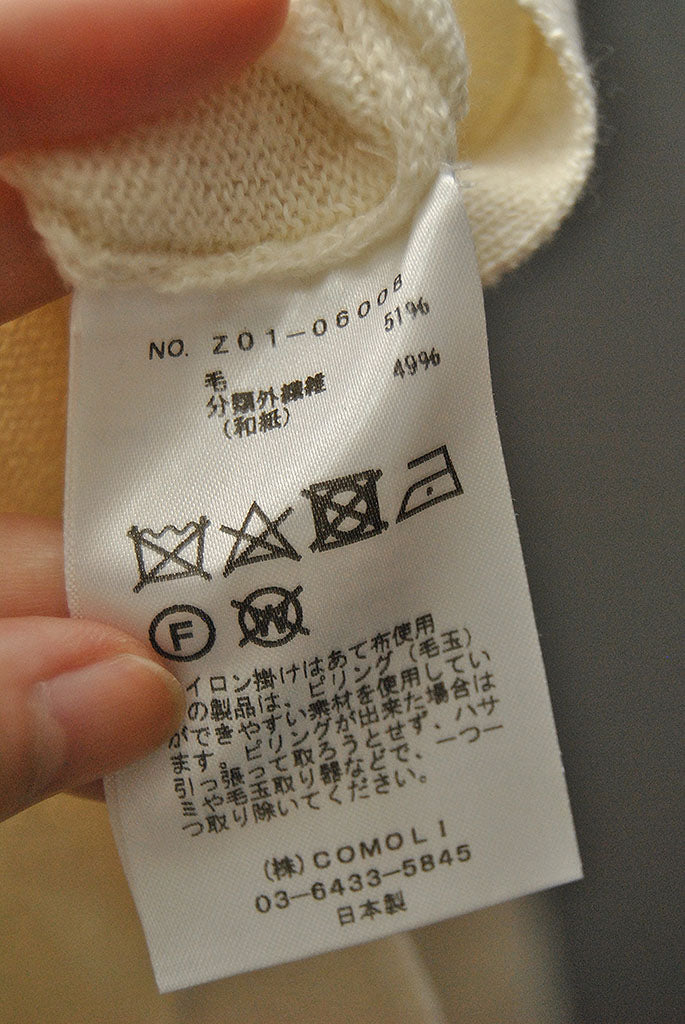 NO. Z01-06008
毛 51%
分類外繊維 49%
(和紙)
F
W
イロン掛けはあて布使用
の製品は、ピリング(毛玉)
ができやすい素材を使用してい
ます。ピリングが出来た場合は
引っ張って取ろうとせず、ハサ
ミや毛玉取り器などで、一つ一
つ取り除いてください。
(株)COMOLI
03-6433-5845
日本製